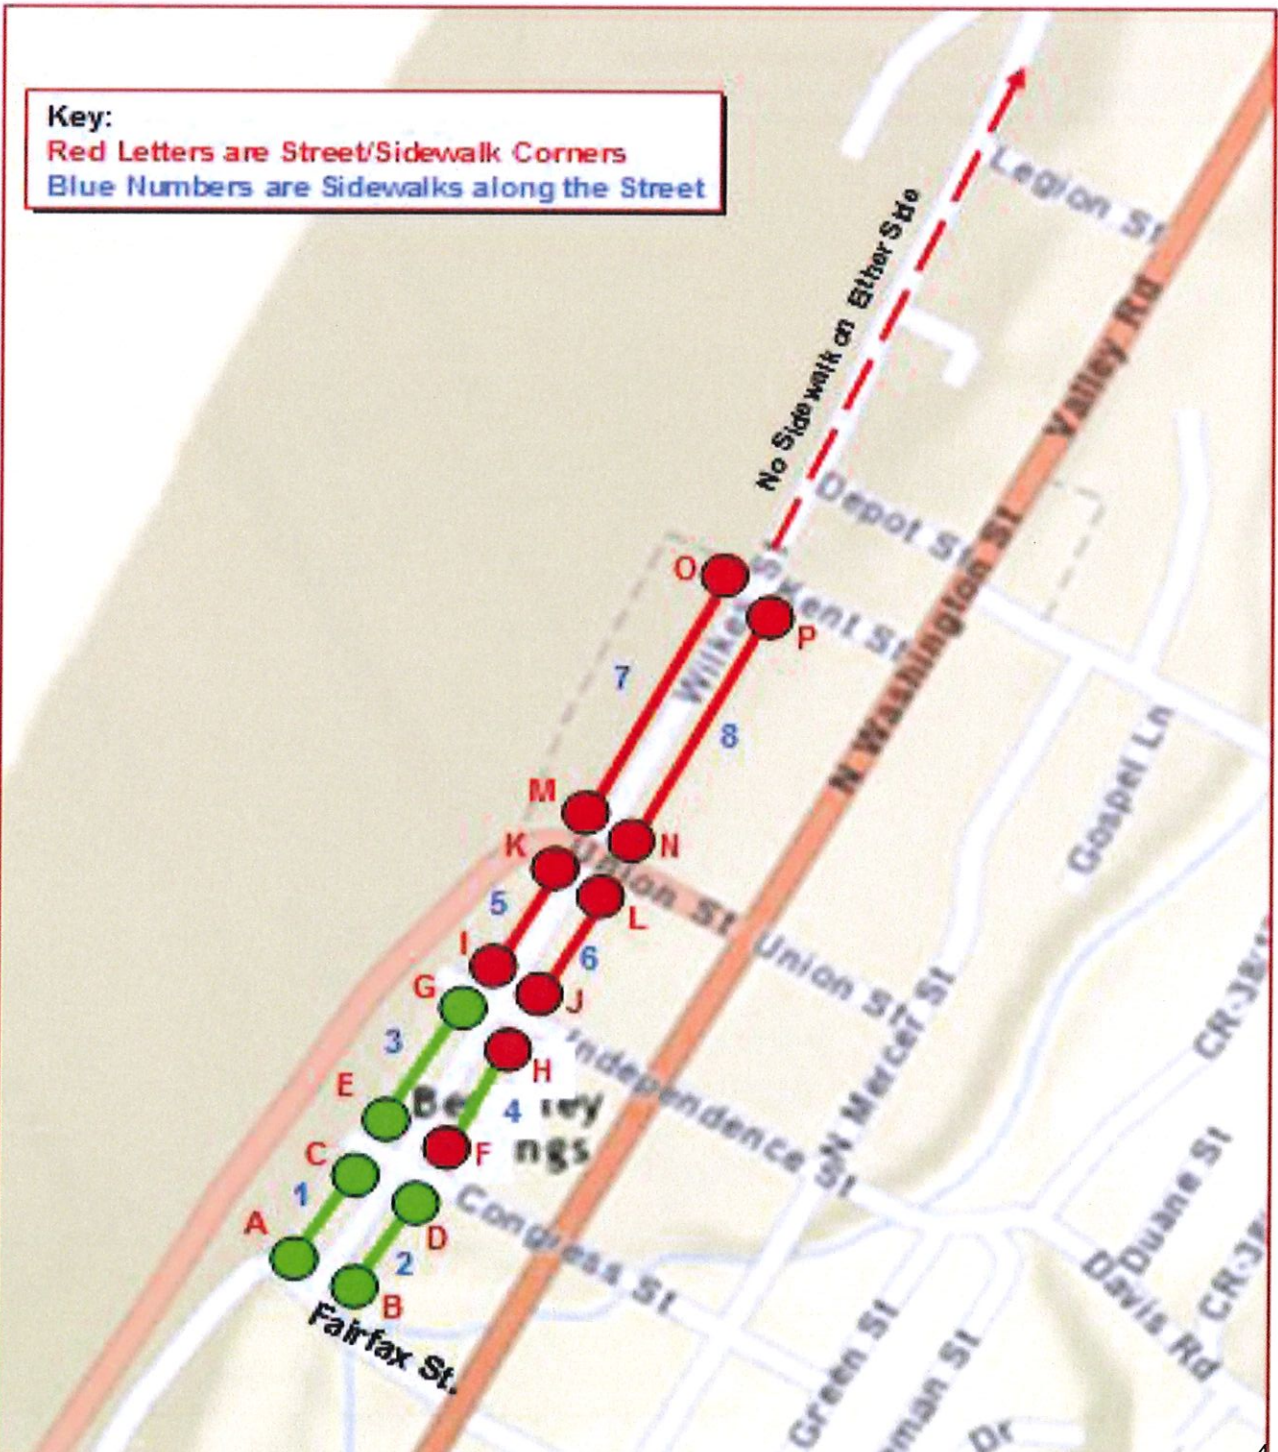 Key:
Red Letters are Street/Sidewalk Corners
Blue Numbers are Sidewalks along the Street
Legion St
No Sidewalk on Either Side
Valley Rd
Depot St
N Washington St
O
Kent St
P
7
8
Gospel Ln
M
K
N
Union St
5
L
Union St
I
6
G
J
N Mercer St
3
H
Independence St
E
4
F
C
1
Congress St
A
D
2
B
Duane St
Davis Rd
Fairfax St.
Green St
Dr